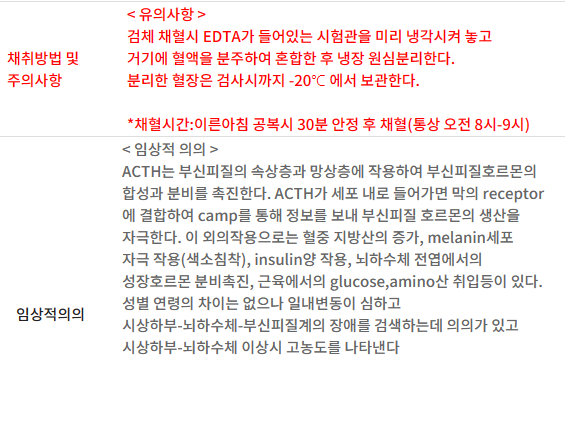 < 유의사항 >
검체 채혈시 EDTA가 들어있는 시험관을 미리 냉각시켜 놓고
채취방법 및
거기에 혈액을 분주하여 혼합한 후 냉장 원심분리한다.
주의사항
분리한 혈장은 검사시까지 -20℃ 에서 보관한다.
*채혈시간:이른아침 공복시 30분 안정 후 채혈(통상 오전 8시-9시)
< 임상적 의의 >
ACTH는 부신피질의 속상층과 망상층에 작용하여 부신피질호르몬의
합성과 분비를 촉진한다. ACTH가 세포 내로 들어가면 막의 receptor
에 결합하여 camp를 통해 정보를 보내 부신피질 호르몬의 생산을
자극한다. 이 외의작용으로는 혈중 지방산의 증가, melanin세포
자극 작용(색소침착), insulin양 작용, 뇌하수체 전엽에서의
성장호르몬 분비촉진, 근육에서의 glucose,amino산 취입등이 있다.
성별 연령의 차이는 없으나 일내변동이 심하고
임상적의의
시상하부-뇌하수체-부신피질계의 장애를 검색하는데 의의가 있고
시상하부-뇌하수체 이상시 고농도를 나타낸다